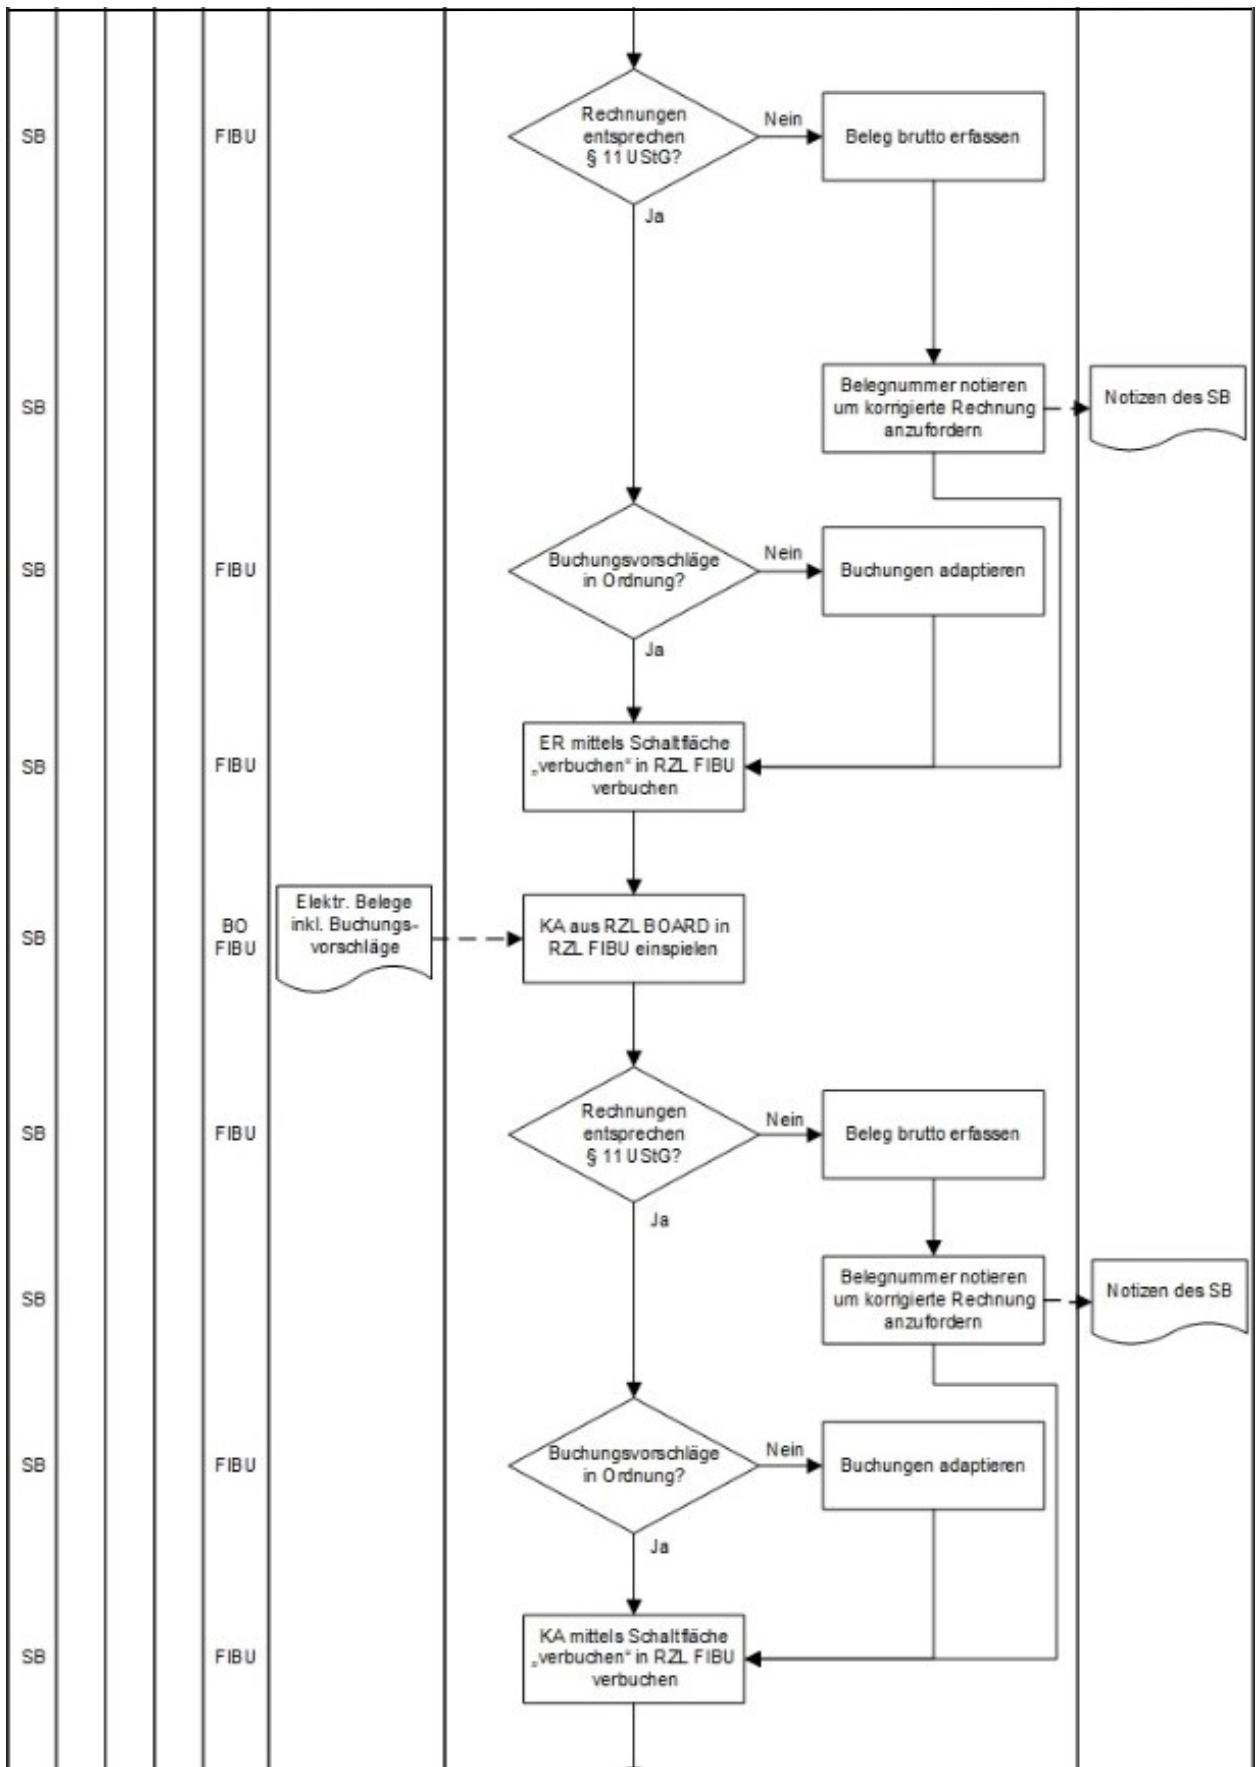 Rechnungen
entsprechen
§ 11 UStG?
Nein
Beleg brutto erfassen
SB
FIBU
Ja
SB
Belegnummer notieren
um korrigierte Rechnung
anzufordern
Notizen des SB
SB
FIBU
Buchungsvorschläge
in Ordnung?
Nein
Buchungen adaptieren
Ja
SB
FIBU
ER mittels Schaltfläche
„verbuchen“ in RZL FIBU
verbuchen
SB
BO
FIBU
Elektr. Belege
inkl. Buchungs-
vorschläge
KA aus RZL BOARD in
RZL FIBU einspielen
SB
FIBU
Rechnungen
entsprechen
§ 11 UStG?
Nein
Beleg brutto erfassen
Ja
SB
Belegnummer notieren
um korrigierte Rechnung
anzufordern
Notizen des SB
SB
FIBU
Buchungsvorschläge
in Ordnung?
Nein
Buchungen adaptieren
Ja
SB
FIBU
KA mittels Schaltfläche
„verbuchen“ in RZL FIBU
verbuchen